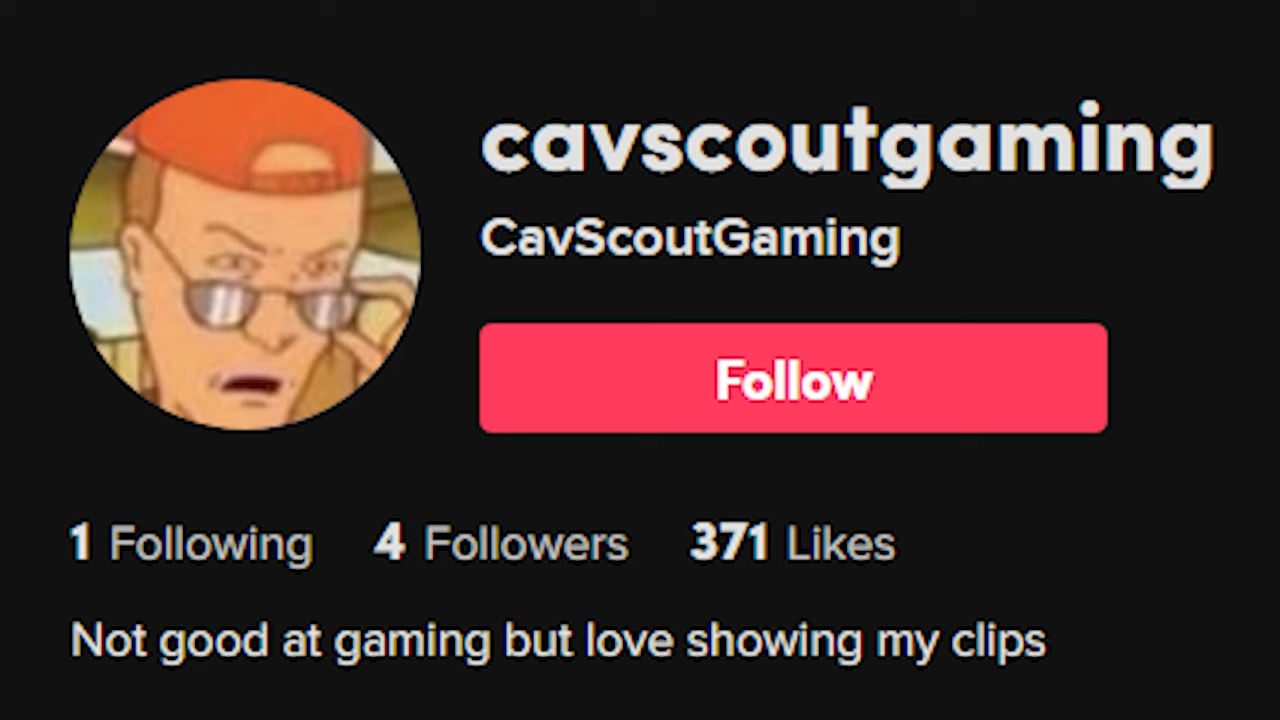 cavscoutgaming
CavScoutGaming
Follow
1 Following 4 Followers 371 Likes
Not good at gaming but love showing my clips